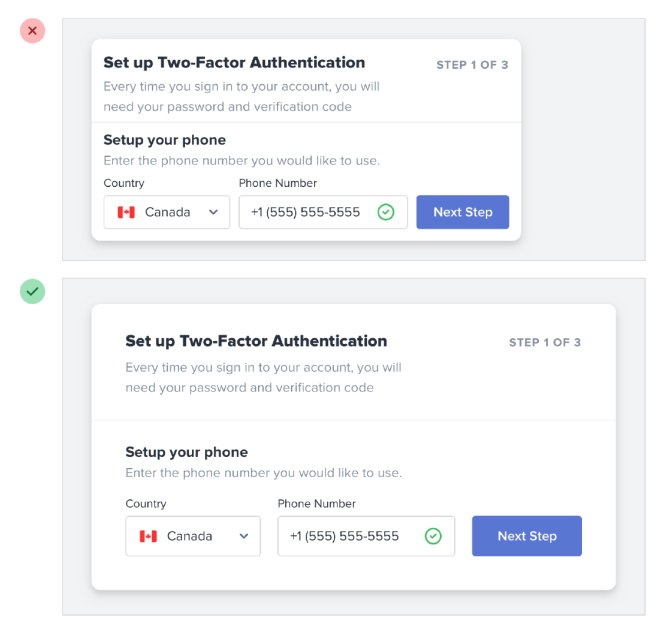 Set up Two-Factor Authentication
STEP 1 OF 3
Every time you sign in to your account, you will
need your password and verification code
Setup your phone
Enter the phone number you would like to use.
Country
Phone Number
Canada
+1 (555) 555-5555
Next Step
Set up Two-Factor Authentication
STEP 1 OF 3
Every time you sign in to your account, you will
need your password and verification code
Setup your phone
Enter the phone number you would like to use.
Country
Phone Number
Canada
+1 (555) 555-5555
Next Step